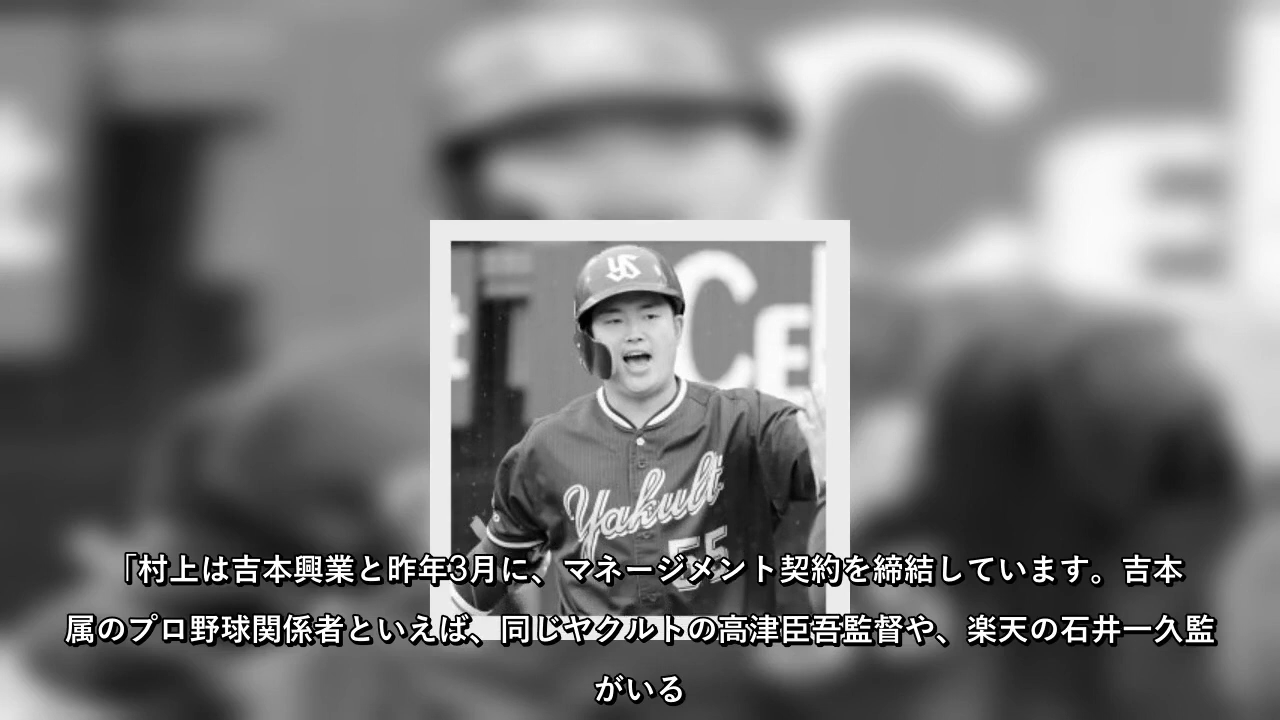 YS
CE
Yakult
55
「村上は吉本興業と昨年3月に、マネージメント契約を締結しています。吉本
属のプロ野球関係者といえば、同じヤクルトの高津臣吾監督や、楽天の石井一久監
がいる